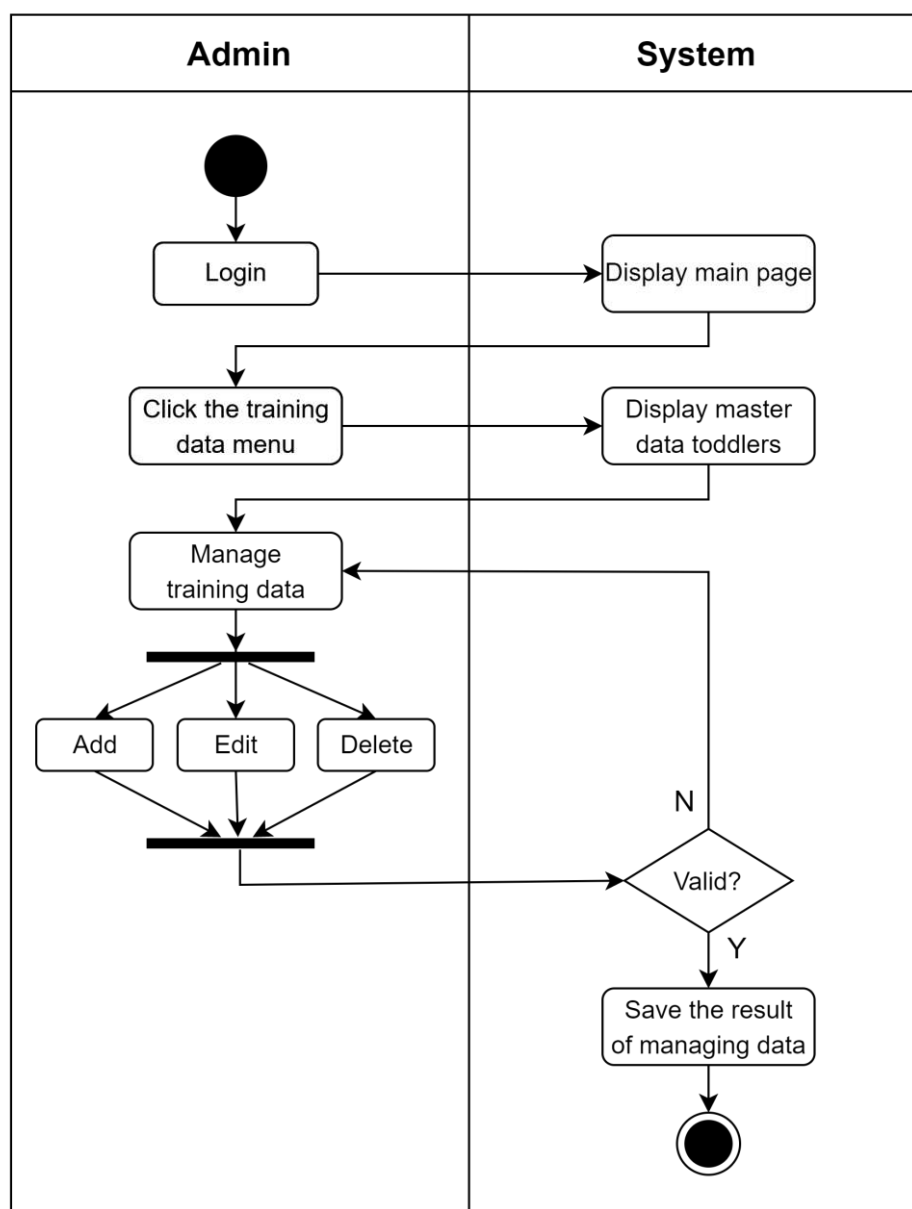 Admin
System
Login
Display main page
Click the training
data menu
Display master
data toddlers
Manage
training data
Add
Edit
Delete
N
Valid?
Y
Save the result
of managing data